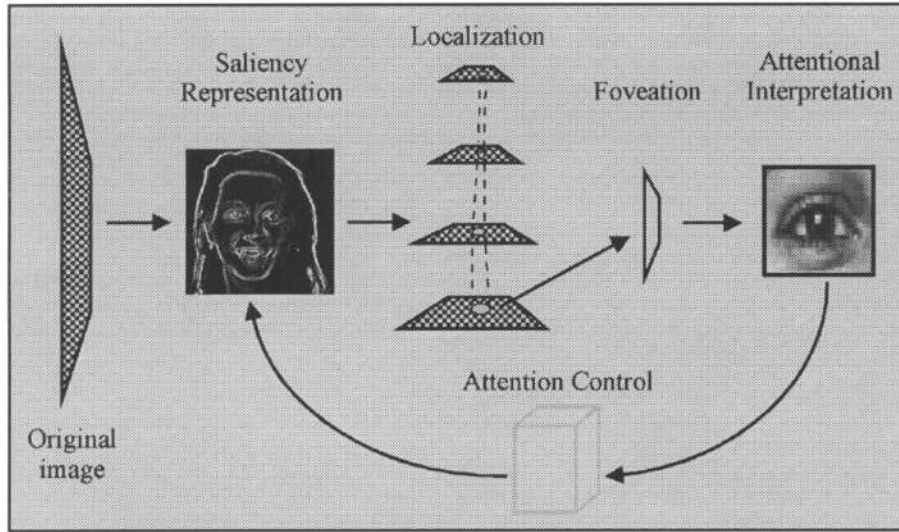 Localization
Saliency
Representation
Foveation
Attentional
Interpretation
Attention Control
Original
image